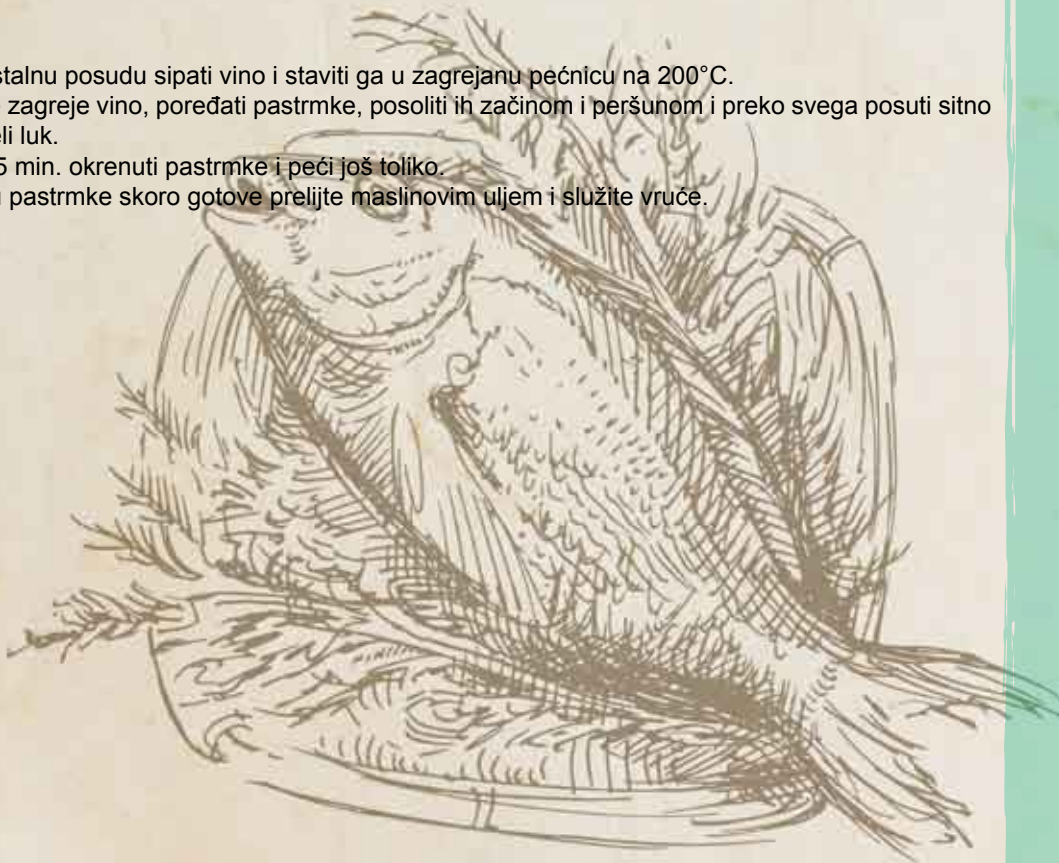 stalnu posudu sipati vino i staviti ga u zagrejanu pećnicu na 200°C.
zagreje vino, poređati pastrmke, posoliti ih začinom i peršunom i preko svega posuti sitno
li luk.
5 min. okrenuti pastrmke i peći još toliko.
pastrmke skoro gotove prelijte maslinovim uljem i služite vruće.